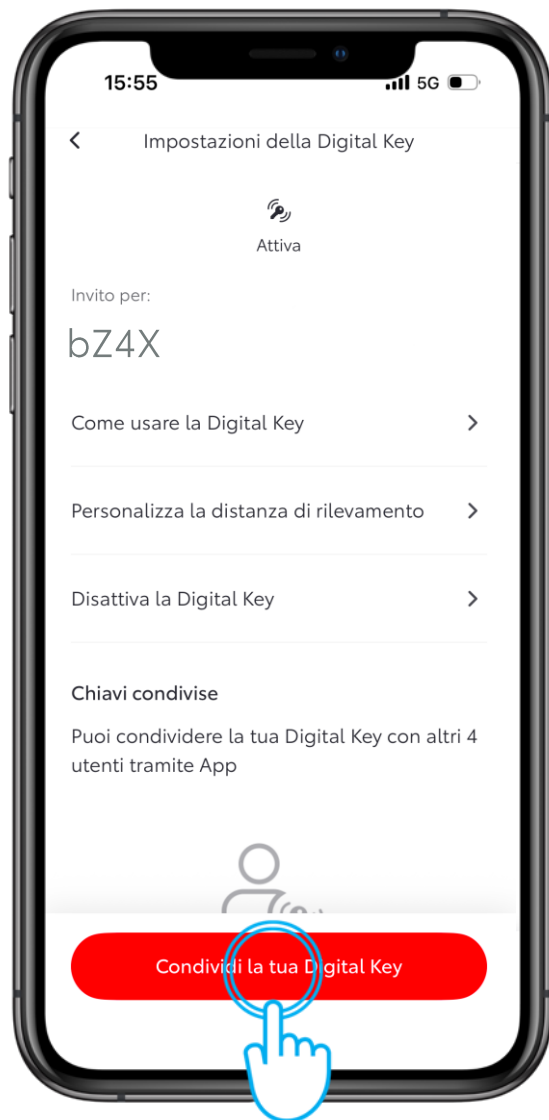 15:55
5G
Impostazioni della Digital Key
Attiva
Invito per:
bZ4X
Come usare la Digital Key
Personalizza la distanza di rilevamento
Disattiva la Digital Key
Chiavi condivise
Puoi condividere la tua Digital Key con altri 4
utenti tramite App
Condividi la tua Digital Key